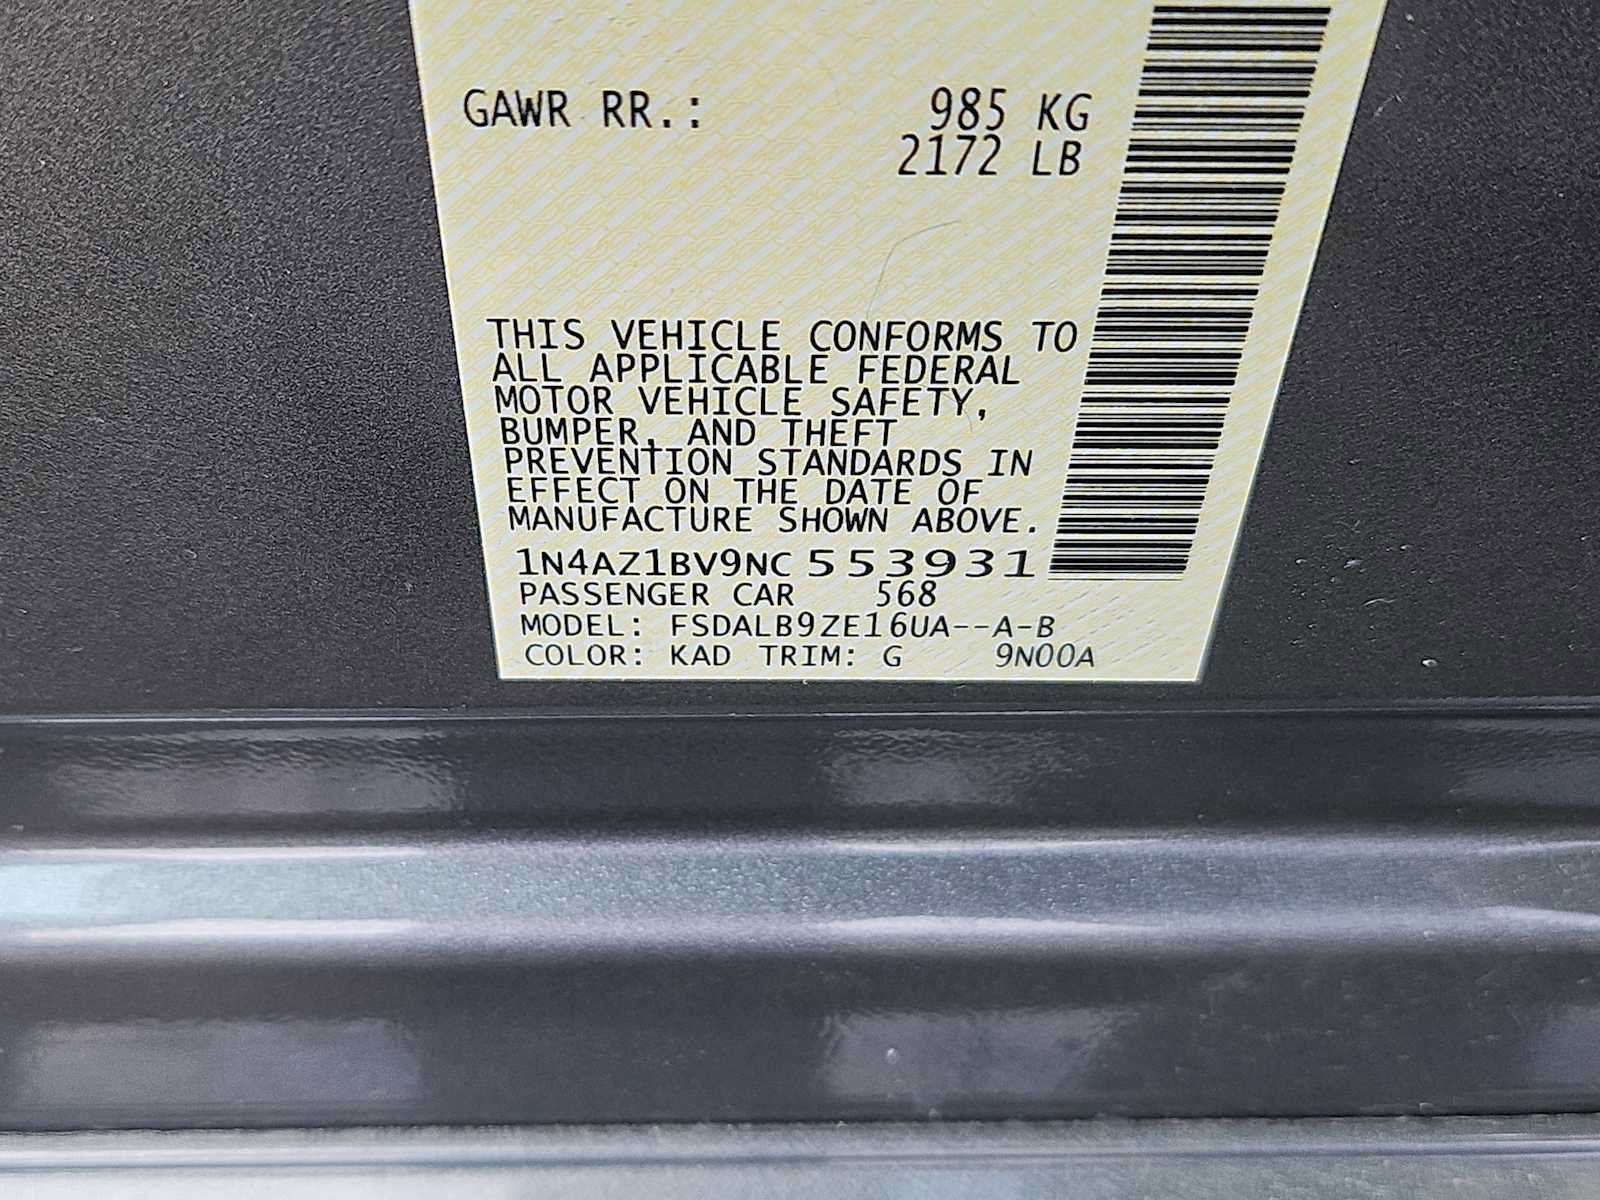 GAWR RR.: 985 KG
2172 LB
THIS VEHICLE CONFORMS TO
ALL APPLICABLE FEDERAL
MOTOR VEHICLE SAFETY,
BUMPER, AND THEFT
PREVENTION STANDARDS IN
EFFECT ON THE DATE OF
MANUFACTURE SHOWN ABOVE.
1N4AZ1BV9NC553931
PASSENGER CAR 568
MODEL: FSDALB9ZE16UA--A-B
COLOR: KAD TRIM: G 9N00A